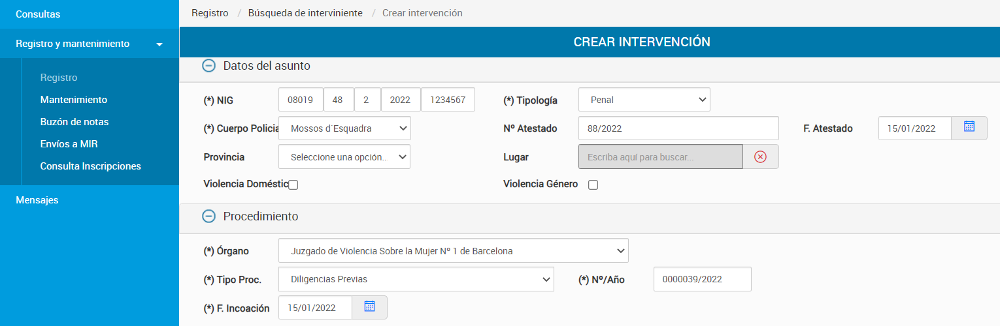 Consultas
Registro y mantenimiento
Registro
Mantenimiento
Buzón de notas
Envíos a MIR
Consulta Inscripciones
Mensajes
Registro / Búsqueda de interviniente / Crear intervención
CREAR INTERVENCIÓN
Datos del asunto
(*) NIG 08019 48 2 2022 1234567 (*) Tipología Penal
(*) Cuerpo Policia Mossos d´Esquadra Nº Atestado 88/2022 F. Atestado 15/01/2022
Provincia Seleccione una opción... Lugar Escriba aquí para buscar...
Violencia Doméstic Violencia Género
Procedimiento
(*) Órgano Juzgado de Violencia Sobre la Mujer Nº 1 de Barcelona
(*) Tipo Proc. Diligencias Previas (*) Nº/Año 0000039/2022
(*) F. Incoación 15/01/2022